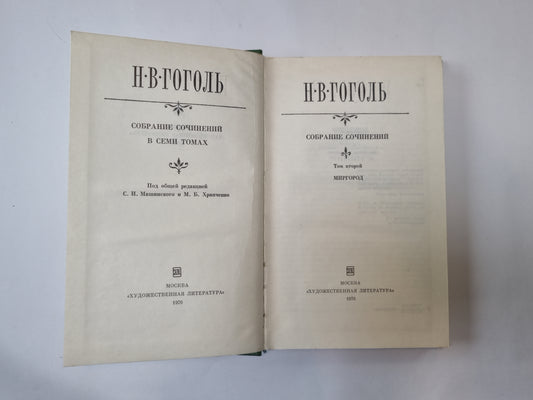 Н·В·ГОГОЛЬ
СОБРАНИЕ СОЧИНЕНИЙ
В СЕМИ ТОМАХ
Под общей редакцией
С. И. Машинского и М. Б. Храпченко
МОСКВА
«ХУДОЖЕСТВЕННАЯ ЛИТЕРАТУРА»
1976
Н·В·ГОГОЛЬ
СОБРАНИЕ СОЧИНЕНИЙ
Том второй
МИРГОРОД
МОСКВА
«ХУДОЖЕСТВЕННАЯ ЛИТЕРАТУРА»
1976